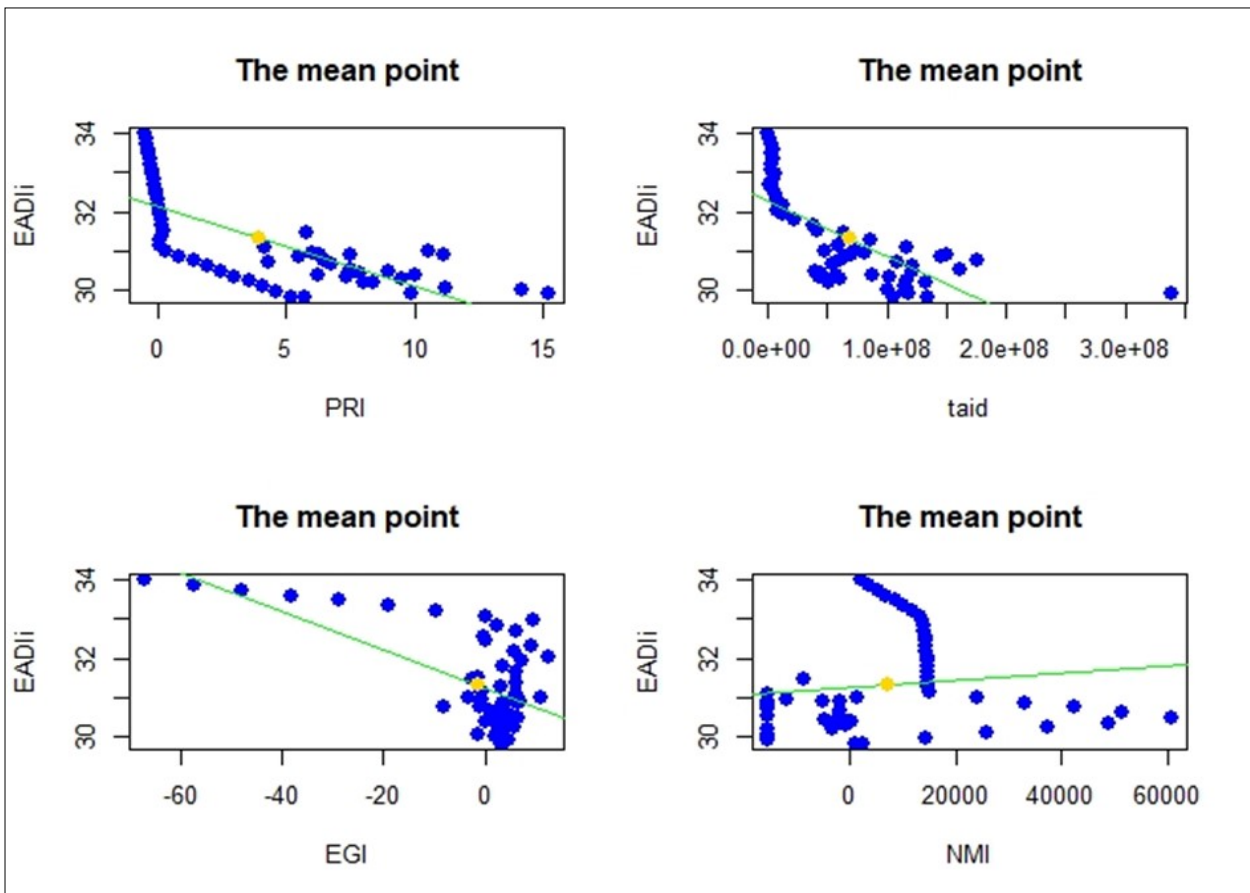 The mean point
EADIi
30 32 34
0 5 10 15
PRI
The mean point
EADIi
30 32 34
0.0e+00 1.0e+08 2.0e+08 3.0e+08
taid
The mean point
EADIi
30 32 34
-60 -40 -20 0
EGI
The mean point
EADIi
30 32 34
0 20000 40000 60000
NMI